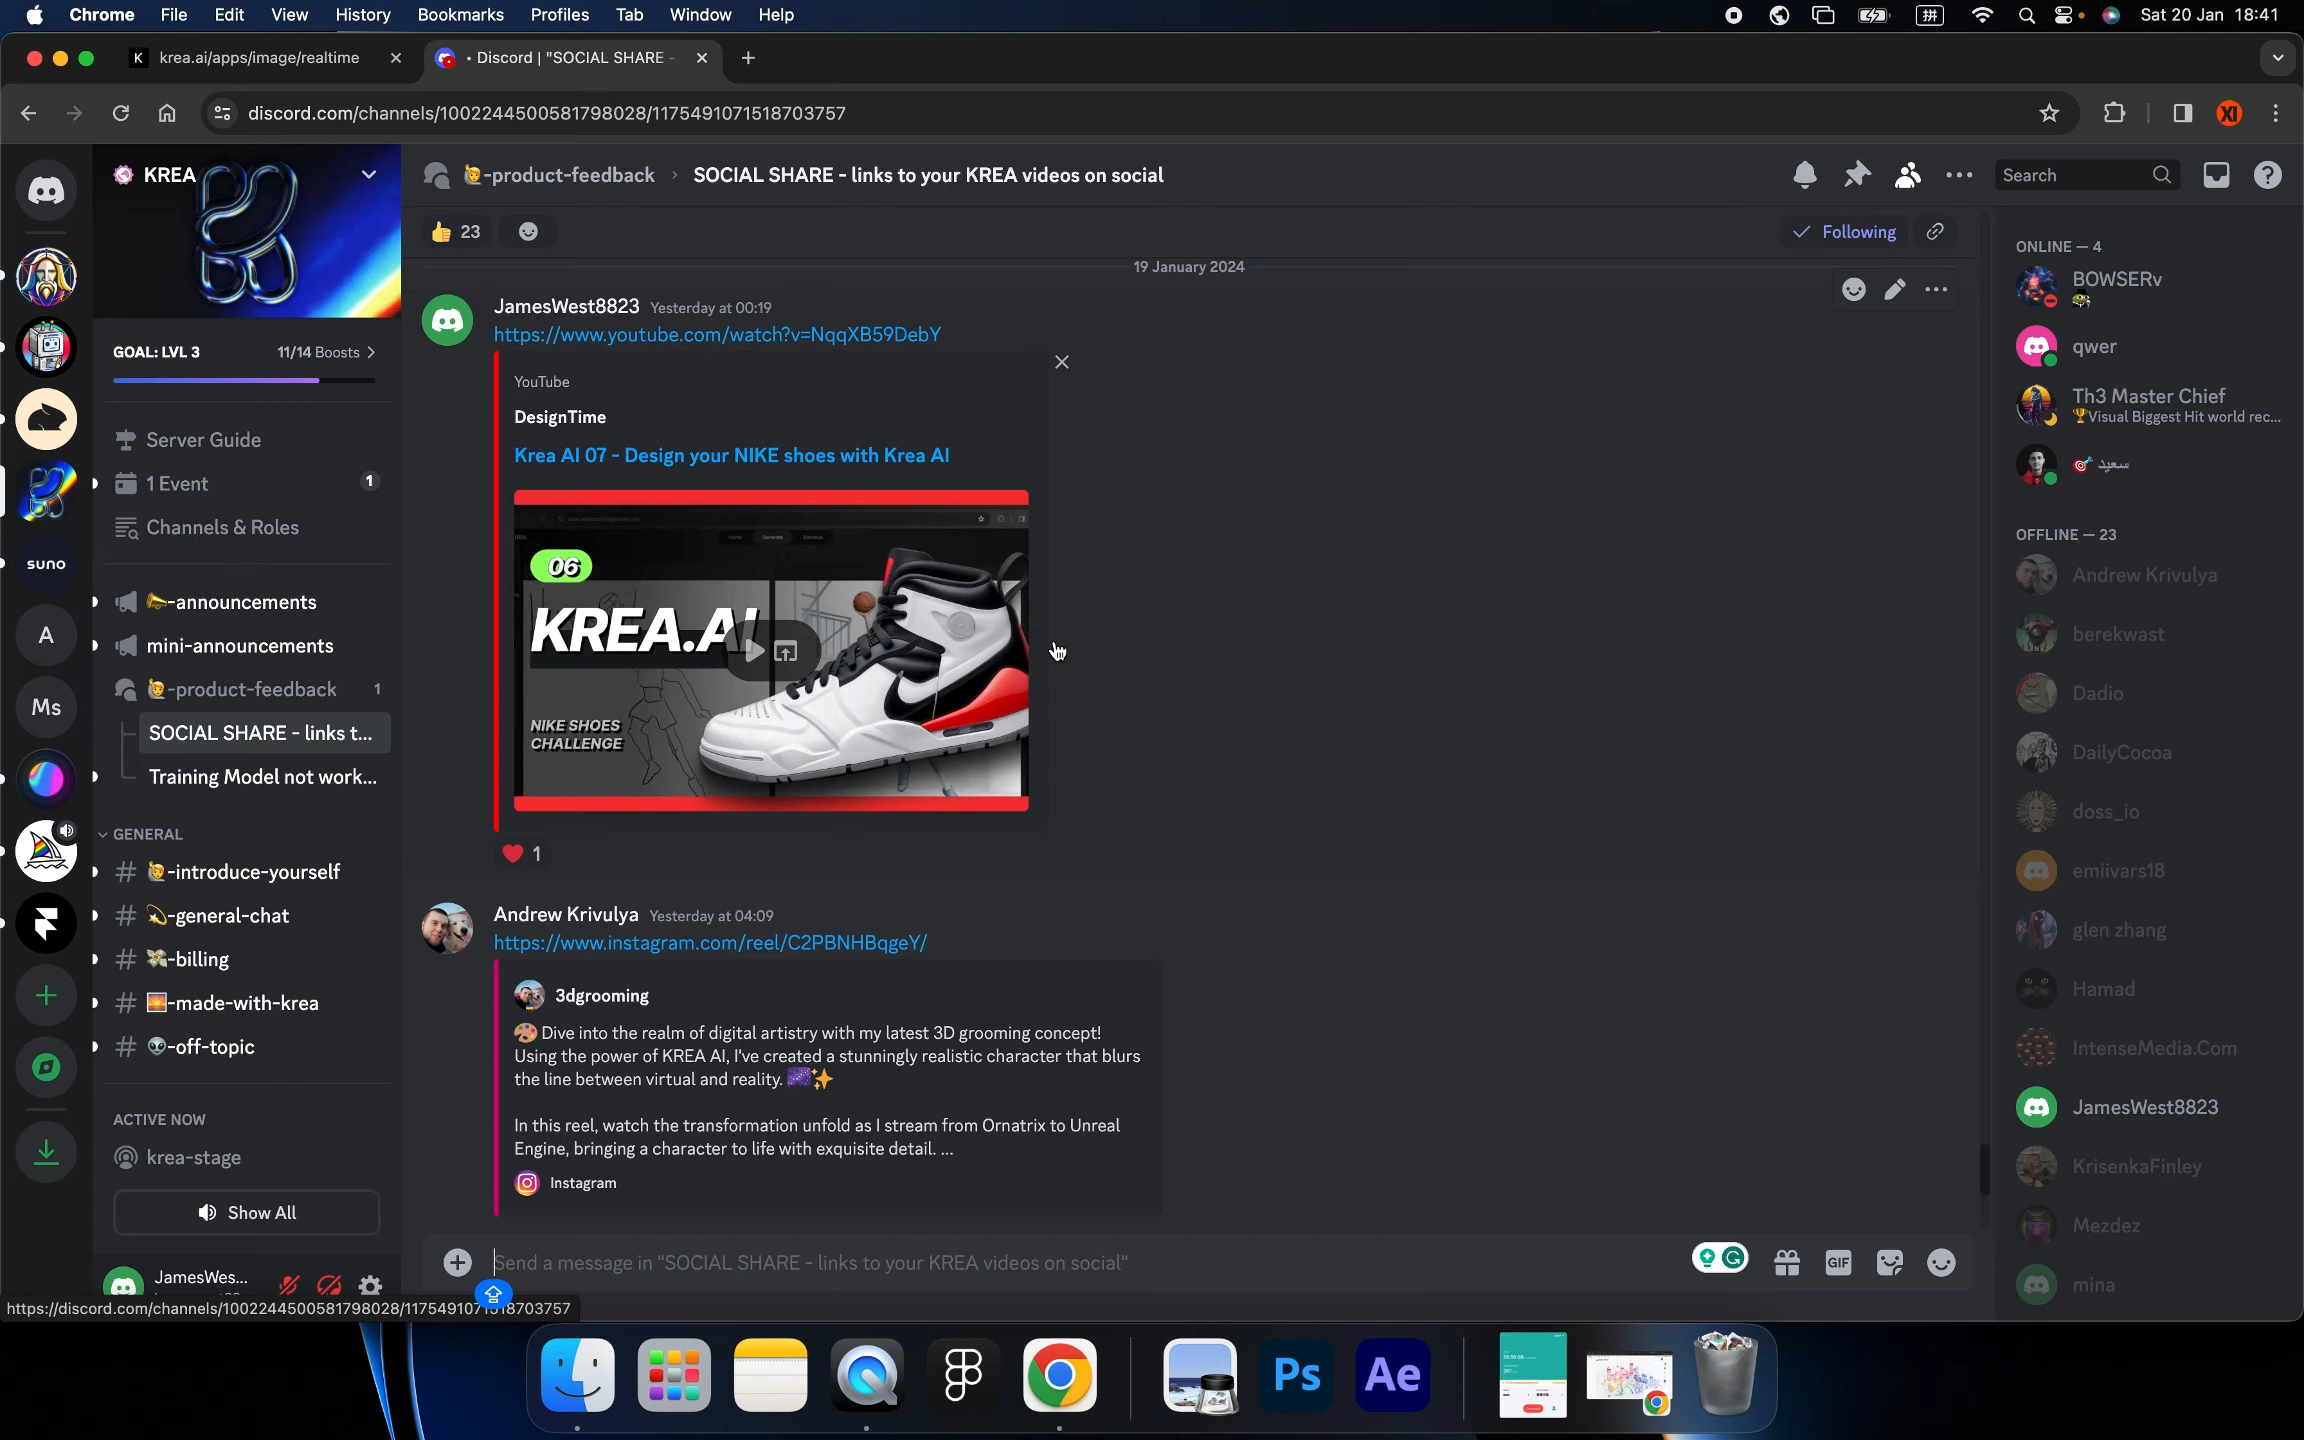 Chrome File Edit View History Bookmarks Profiles Tab Window Help
Sat 20 Jan 18:41
K krea.ai/apps/image/realtime
• Discord | "SOCIAL SHARE -
discord.com/channels/1002244500581798028/1175491071518703757
XI
KREA
🙋-product-feedback › SOCIAL SHARE - links to your KREA videos on social
Search
👍 23
Following
GOAL: LVL 3 11/14 Boosts
Server Guide
1 Event 1
Channels & Roles
📣-announcements
mini-announcements
🙋-product-feedback 1
SOCIAL SHARE - links t...
Training Model not work...
GENERAL
🙋-introduce-yourself
💫-general-chat
💸-billing
🌅-made-with-krea
👽-off-topic
ACTIVE NOW
krea-stage
Show All
JamesWes...
suno
A
Ms
19 January 2024
JamesWest8823 Yesterday at 00:19
https://www.youtube.com/watch?v=NqqXB59DebY
YouTube
DesignTime
Krea AI 07 - Design your NIKE shoes with Krea AI
06
KREA.AI
NIKE SHOES
CHALLENGE
❤️ 1
Andrew Krivulya Yesterday at 04:09
https://www.instagram.com/reel/C2PBNHBqgeY/
3dgrooming
🎨 Dive into the realm of digital artistry with my latest 3D grooming concept!
Using the power of KREA AI, I've created a stunningly realistic character that blurs
the line between virtual and reality. 🌌✨
In this reel, watch the transformation unfold as I stream from Ornatrix to Unreal
Engine, bringing a character to life with exquisite detail. ...
Instagram
Send a message in "SOCIAL SHARE - links to your KREA videos on social"
GIF
ONLINE — 4
BOWSERv
qwer
Th3 Master Chief
🏆Visual Biggest Hit world rec...
🎯 سعيد
OFFLINE — 23
Andrew Krivulya
berekwast
Dadio
DailyCocoa
doss_io
emiivars18
glen zhang
Hamad
IntenseMedia.Com
JamesWest8823
KrisenkaFinley
Mezdez
mina
https://discord.com/channels/1002244500581798028/1175491071518703757
Ps
Ae